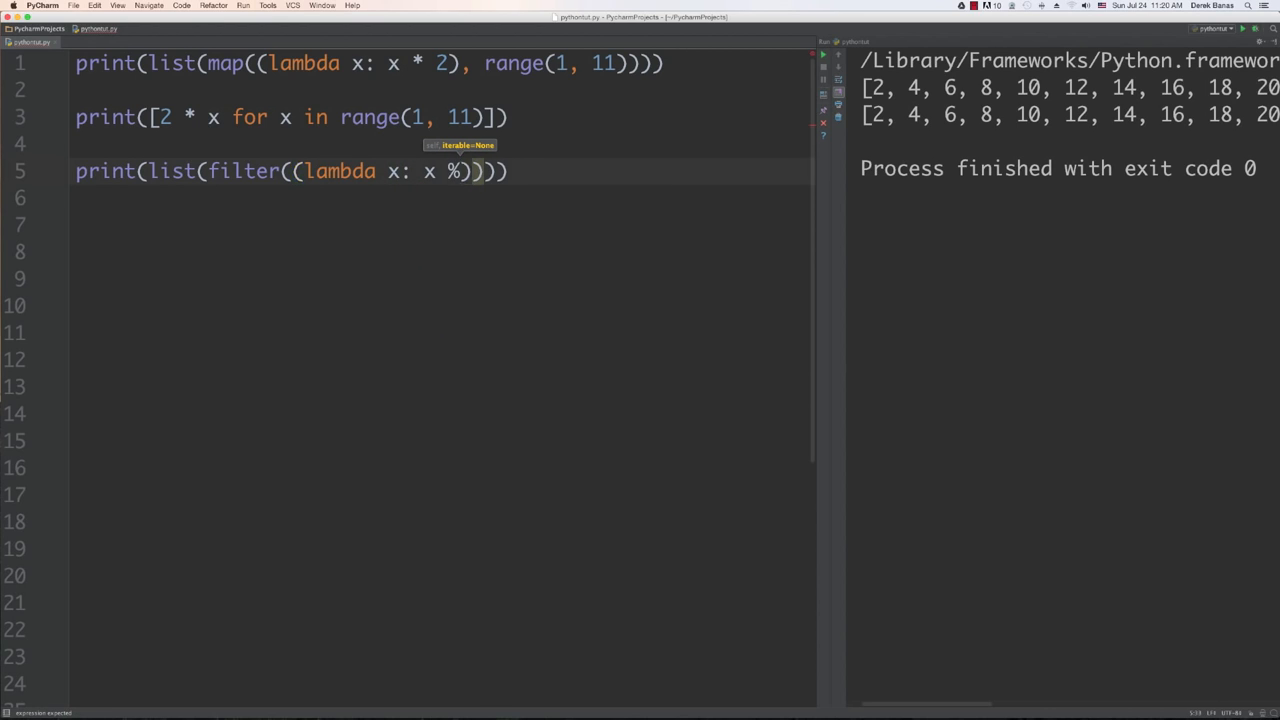 PyCharm File Edit View Navigate Code Refactor Run Tools VCS Window Help 10 Sun Jul 24 11:20 AM Derek Banas
pythontut.py - PycharmProjects - [~/PycharmProjects]
PycharmProjects pythontut.py pythontut
pythontut.py Run: pythontut
1 print(list(map((lambda x: x * 2), range(1, 11))))
2
3 print([2 * x for x in range(1, 11)])
4
self, iterable=None
5 print(list(filter((lambda x: x %))))
6
7
8
9
10
11
12
13
14
15
16
17
18
19
20
21
22
23
24
25
/Library/Frameworks/Python.framewor
[2, 4, 6, 8, 10, 12, 14, 16, 18, 20
[2, 4, 6, 8, 10, 12, 14, 16, 18, 20
Process finished with exit code 0
expression expected 5:33 LF÷ UTF-8÷